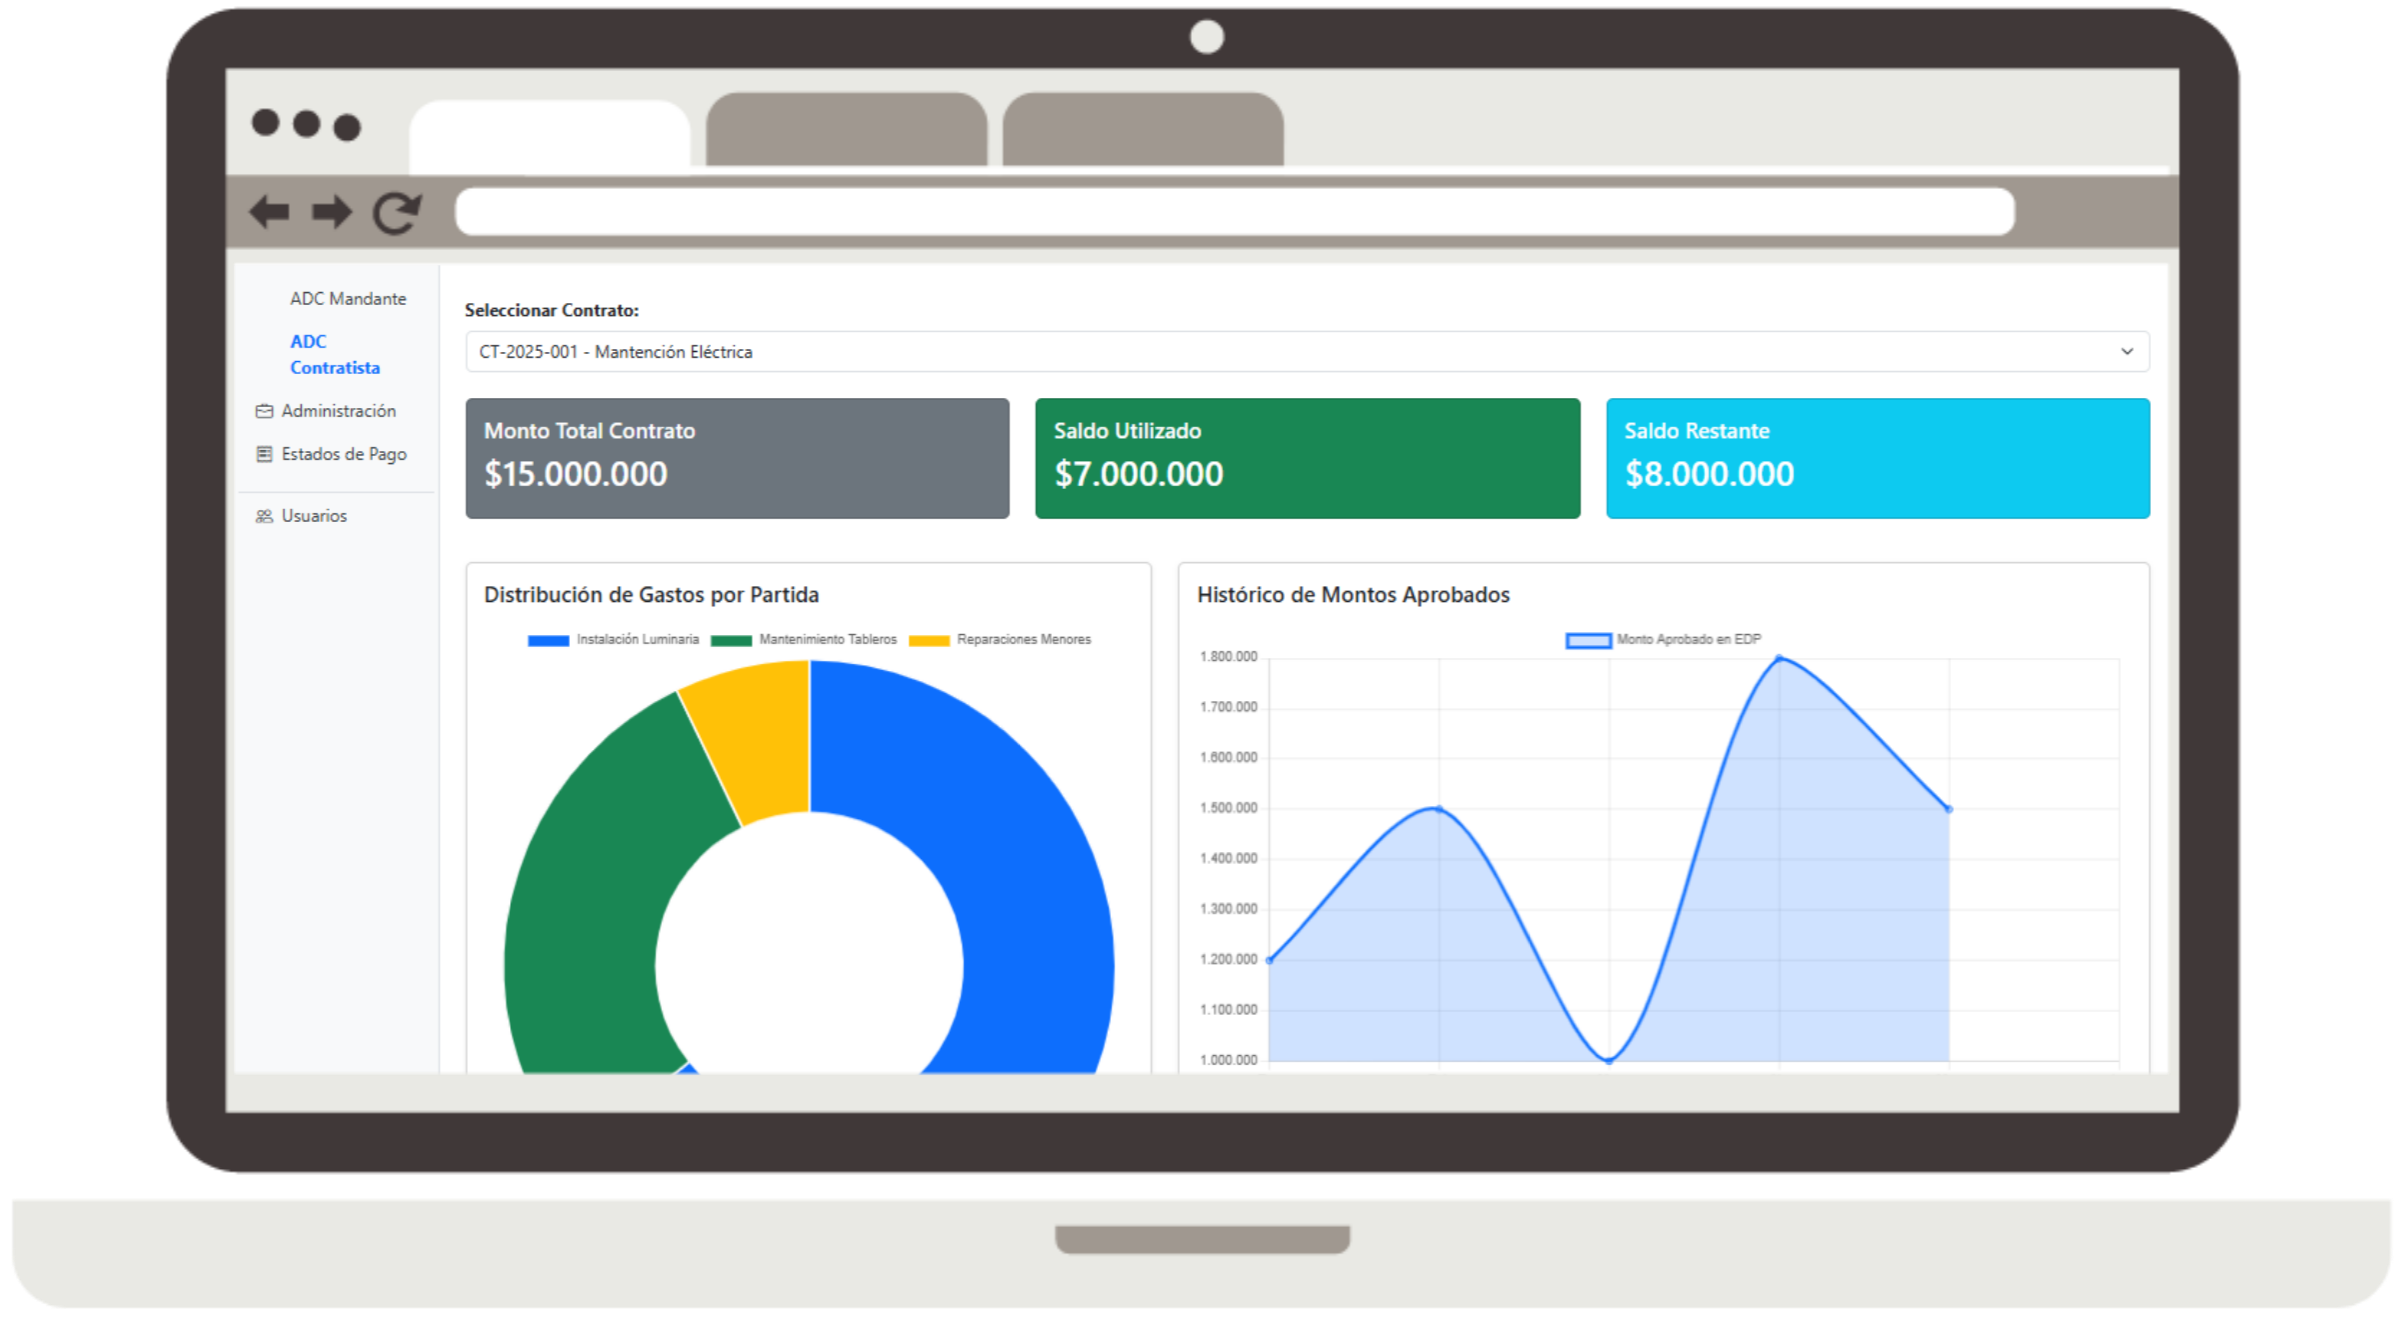 ADC Mandante
ADC
Contratista
Administración
Estados de Pago
Usuarios
Seleccionar Contrato:
CT-2025-001 - Mantención Eléctrica
Monto Total Contrato
$15.000.000
Saldo Utilizado
$7.000.000
Saldo Restante
$8.000.000
Distribución de Gastos por Partida
Instalación Luminaria
Mantenimiento Tableros
Reparaciones Menores
Histórico de Montos Aprobados
Monto Aprobado en EDP
1.800.000
1.700.000
1.600.000
1.500.000
1.400.000
1.300.000
1.200.000
1.100.000
1.000.000